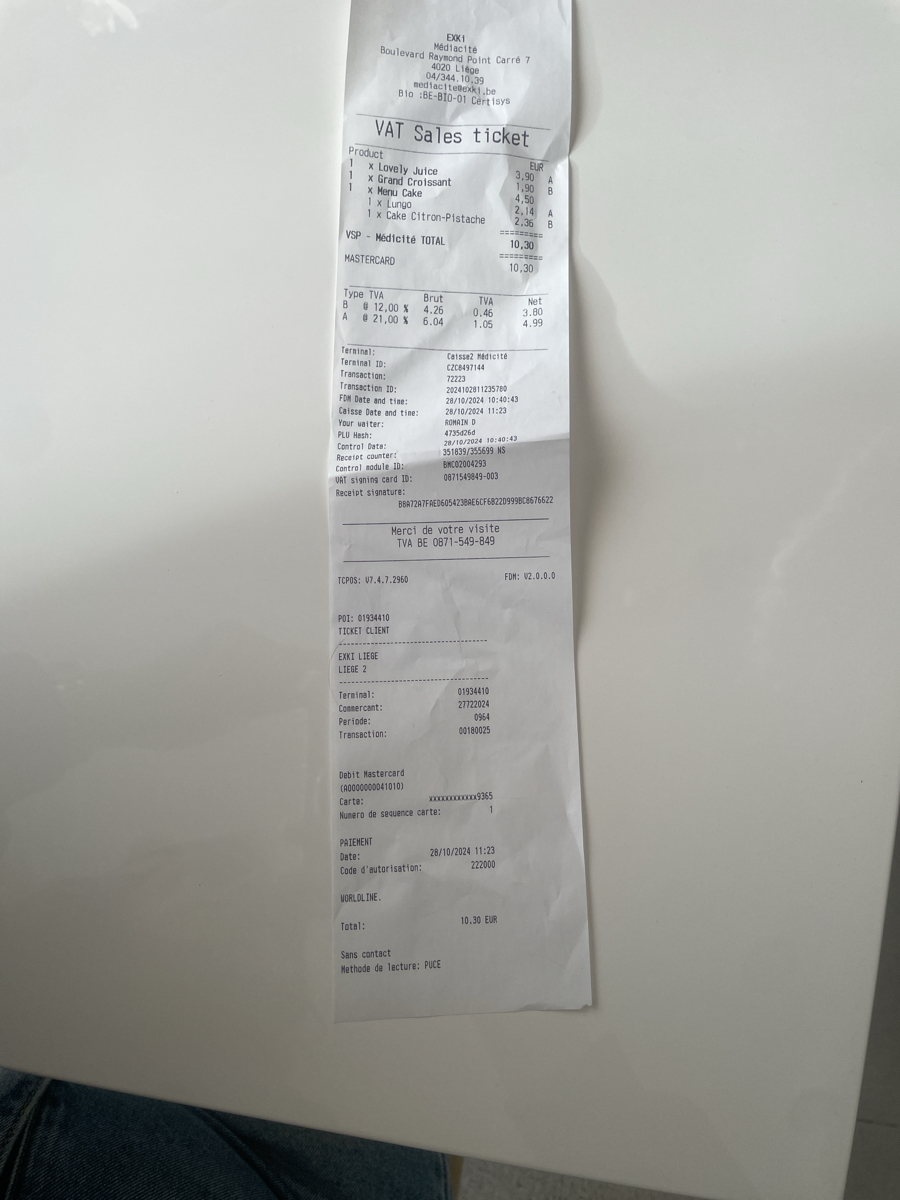 EXKi
Médiacité
Boulevard Raymond Point Carré 7
4020 Liège
04/344.10.39
mediacite@exki.be
Bio :BE-BIO-01 Certisys
VAT Sales ticket
Product EUR
1 x Lovely Juice 3,90 A
1 x Grand Croissant 1,90 B
1 x Menu Cake 4,50
1 x Lungo 2,14 A
1 x Cake Citron-Pistache 2,36 B
=========
VSP - Médicité TOTAL 10,30
=========
MASTERCARD 10,30
Type TVA Brut TVA Net
B @ 12,00 % 4.26 0.46 3.80
A @ 21,00 % 6.04 1.05 4.99
Terminal: Caisse2 Médicité
Terminal ID: CZC8497144
Transaction: 72223
Transaction ID: 2024102811235780
FDM Date and time: 28/10/2024 10:40:43
Caisse Date and time: 28/10/2024 11:23
Your waiter: ROMAIN D
PLU Hash: 4735d26d
Control Data: 28/10/2024 10:40:43
Receipt counter: 351839/355699 NS
Control module ID: BMC02004293
VAT signing card ID: 0871549849-003
Receipt signature:
BBA72A7FAED605423BAE6CF6B22D999BC8676622
Merci de votre visite
TVA BE 0871-549-849
TCPOS: V7.4.7.2960 FDM: V2.0.0.0
POI: 01934410
TICKET CLIENT
--------------------------------------
EXKI LIEGE
LIEGE 2
--------------------------------------
Terminal: 01934410
Commercant: 27722024
Periode: 0964
Transaction: 00180025
Debit Mastercard
(A0000000041010)
Carte: xxxxxxxxxxxx9365
Numero de sequence carte: 1
PAIEMENT
Date: 28/10/2024 11:23
Code d'autorisation: 222000
WORLDLINE.
Total: 10,30 EUR
Sans contact
Methode de lecture: PUCE